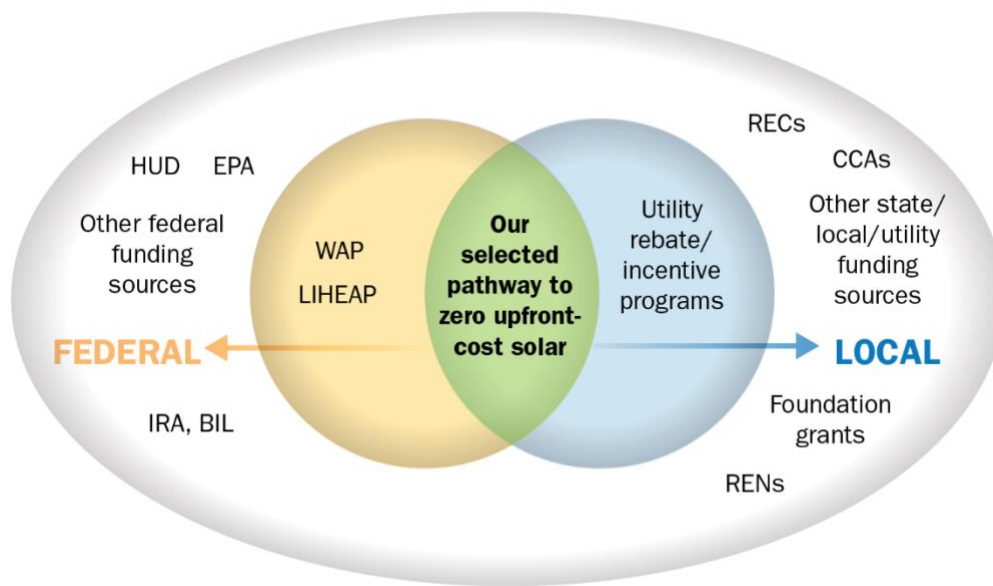 HUD EPA
Other federal
funding
sources
FEDERAL
IRA, BIL
WAP
LIHEAP
Our
selected
pathway to
zero upfront-
cost solar
Utility
rebate/
incentive
programs
RECs
CCAs
Other state/
local/utility
funding
sources
LOCAL
Foundation
grants
RENs